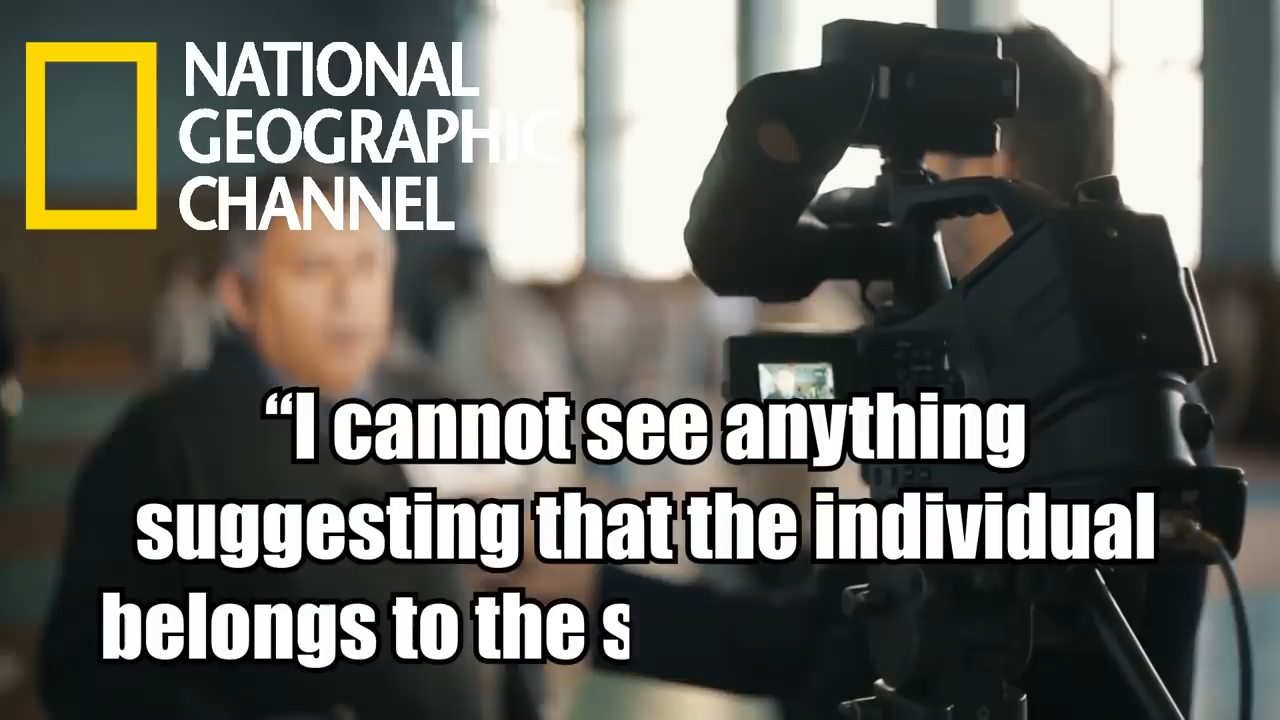 NATIONAL
GEOGRAPHIC
CHANNEL
“I cannot see anything
suggesting that the individual
belongs to the s